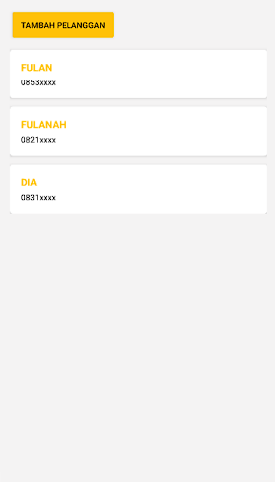 TAMBAH PELANGGAN
FULAN
0853xxxx
FULANAH
0821xxxx
DIA
0831xxxx